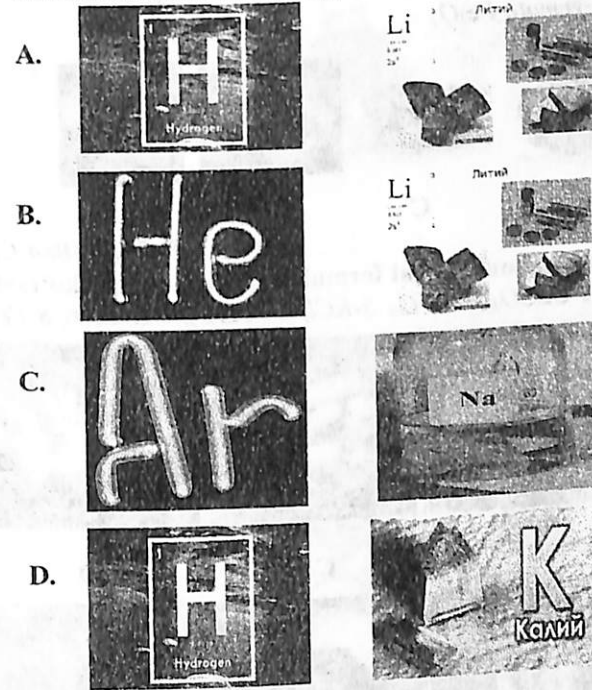 A.
H
Hydrogen
Li
Литий
B.
He
Li
Литий
C.
Ar
Na
D.
H
Hydrogen
K
Калий